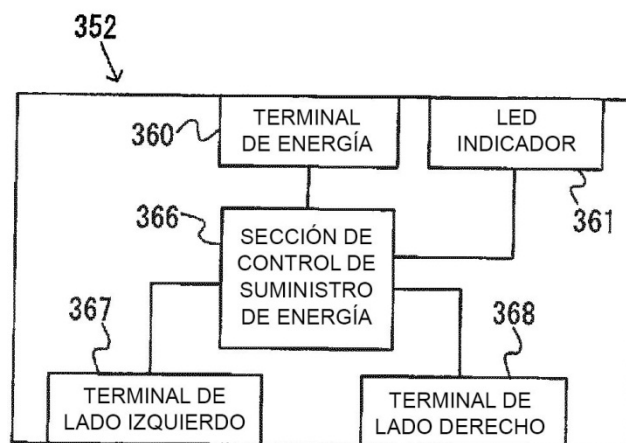 352
360
TERMINAL
DE ENERGÍA
LED
INDICADOR
361
366
SECCIÓN DE
CONTROL DE
SUMINISTRO
DE ENERGÍA
367
368
TERMINAL DE
LADO IZQUIERDO
TERMINAL DE
LADO DERECHO